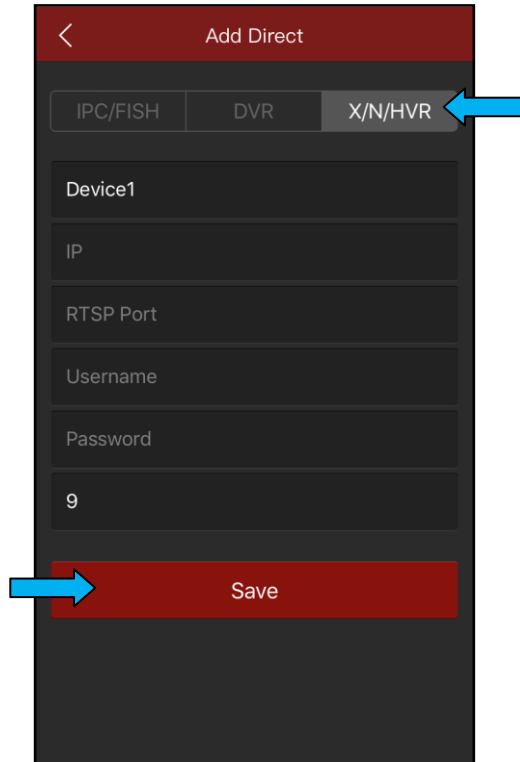 Add Direct
IPC/FISH DVR X/N/HVR
Device1
IP
RTSP Port
Username
Password
9
Save